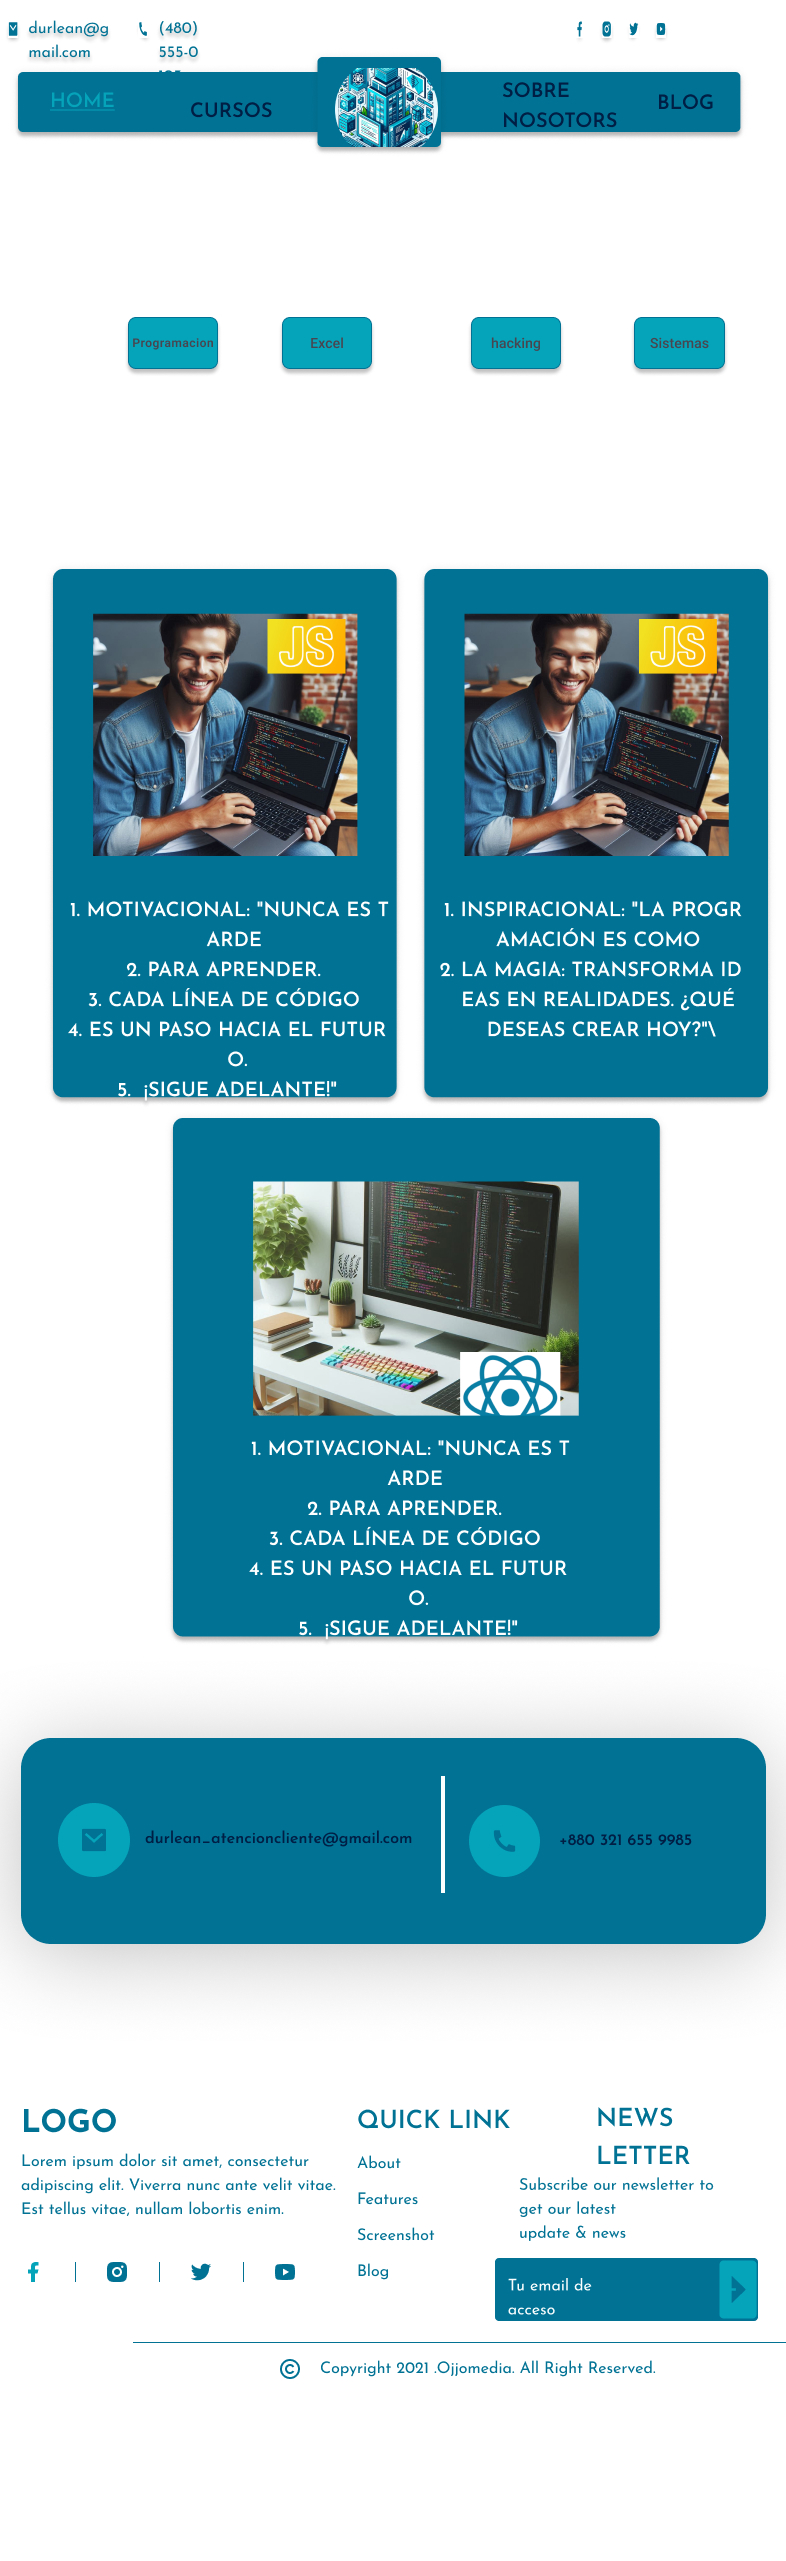 durlean@g
mail.com
(480)
555-0
HOME
CURSOS
SOBRE
NOSOTORS
BLOG
Programacion
Excel
hacking
Sistemas
JS
JS
1. MOTIVACIONAL: "NUNCA ES T
ARDE
2. PARA APRENDER.
3. CADA LÍNEA DE CÓDIGO
4. ES UN PASO HACIA EL FUTUR
O.
5. ¡SIGUE ADELANTE!"
1. INSPIRACIONAL: "LA PROGR
AMACIÓN ES COMO
2. LA MAGIA: TRANSFORMA ID
EAS EN REALIDADES. ¿QUÉ
DESEAS CREAR HOY?"\
1. MOTIVACIONAL: "NUNCA ES T
ARDE
2. PARA APRENDER.
3. CADA LÍNEA DE CÓDIGO
4. ES UN PASO HACIA EL FUTUR
O.
5. ¡SIGUE ADELANTE!"
durlean_atencioncliente@gmail.com
+880 321 655 9985
LOGO
Lorem ipsum dolor sit amet, consectetur
adipiscing elit. Viverra nunc ante velit vitae.
Est tellus vitae, nullam lobortis enim.
QUICK LINK
About
Features
Screenshot
Blog
NEWS
LETTER
Subscribe our newsletter to
get our latest
update & news
Tu email de
acceso
© Copyright 2021 .Ojjomedia. All Right Reserved.